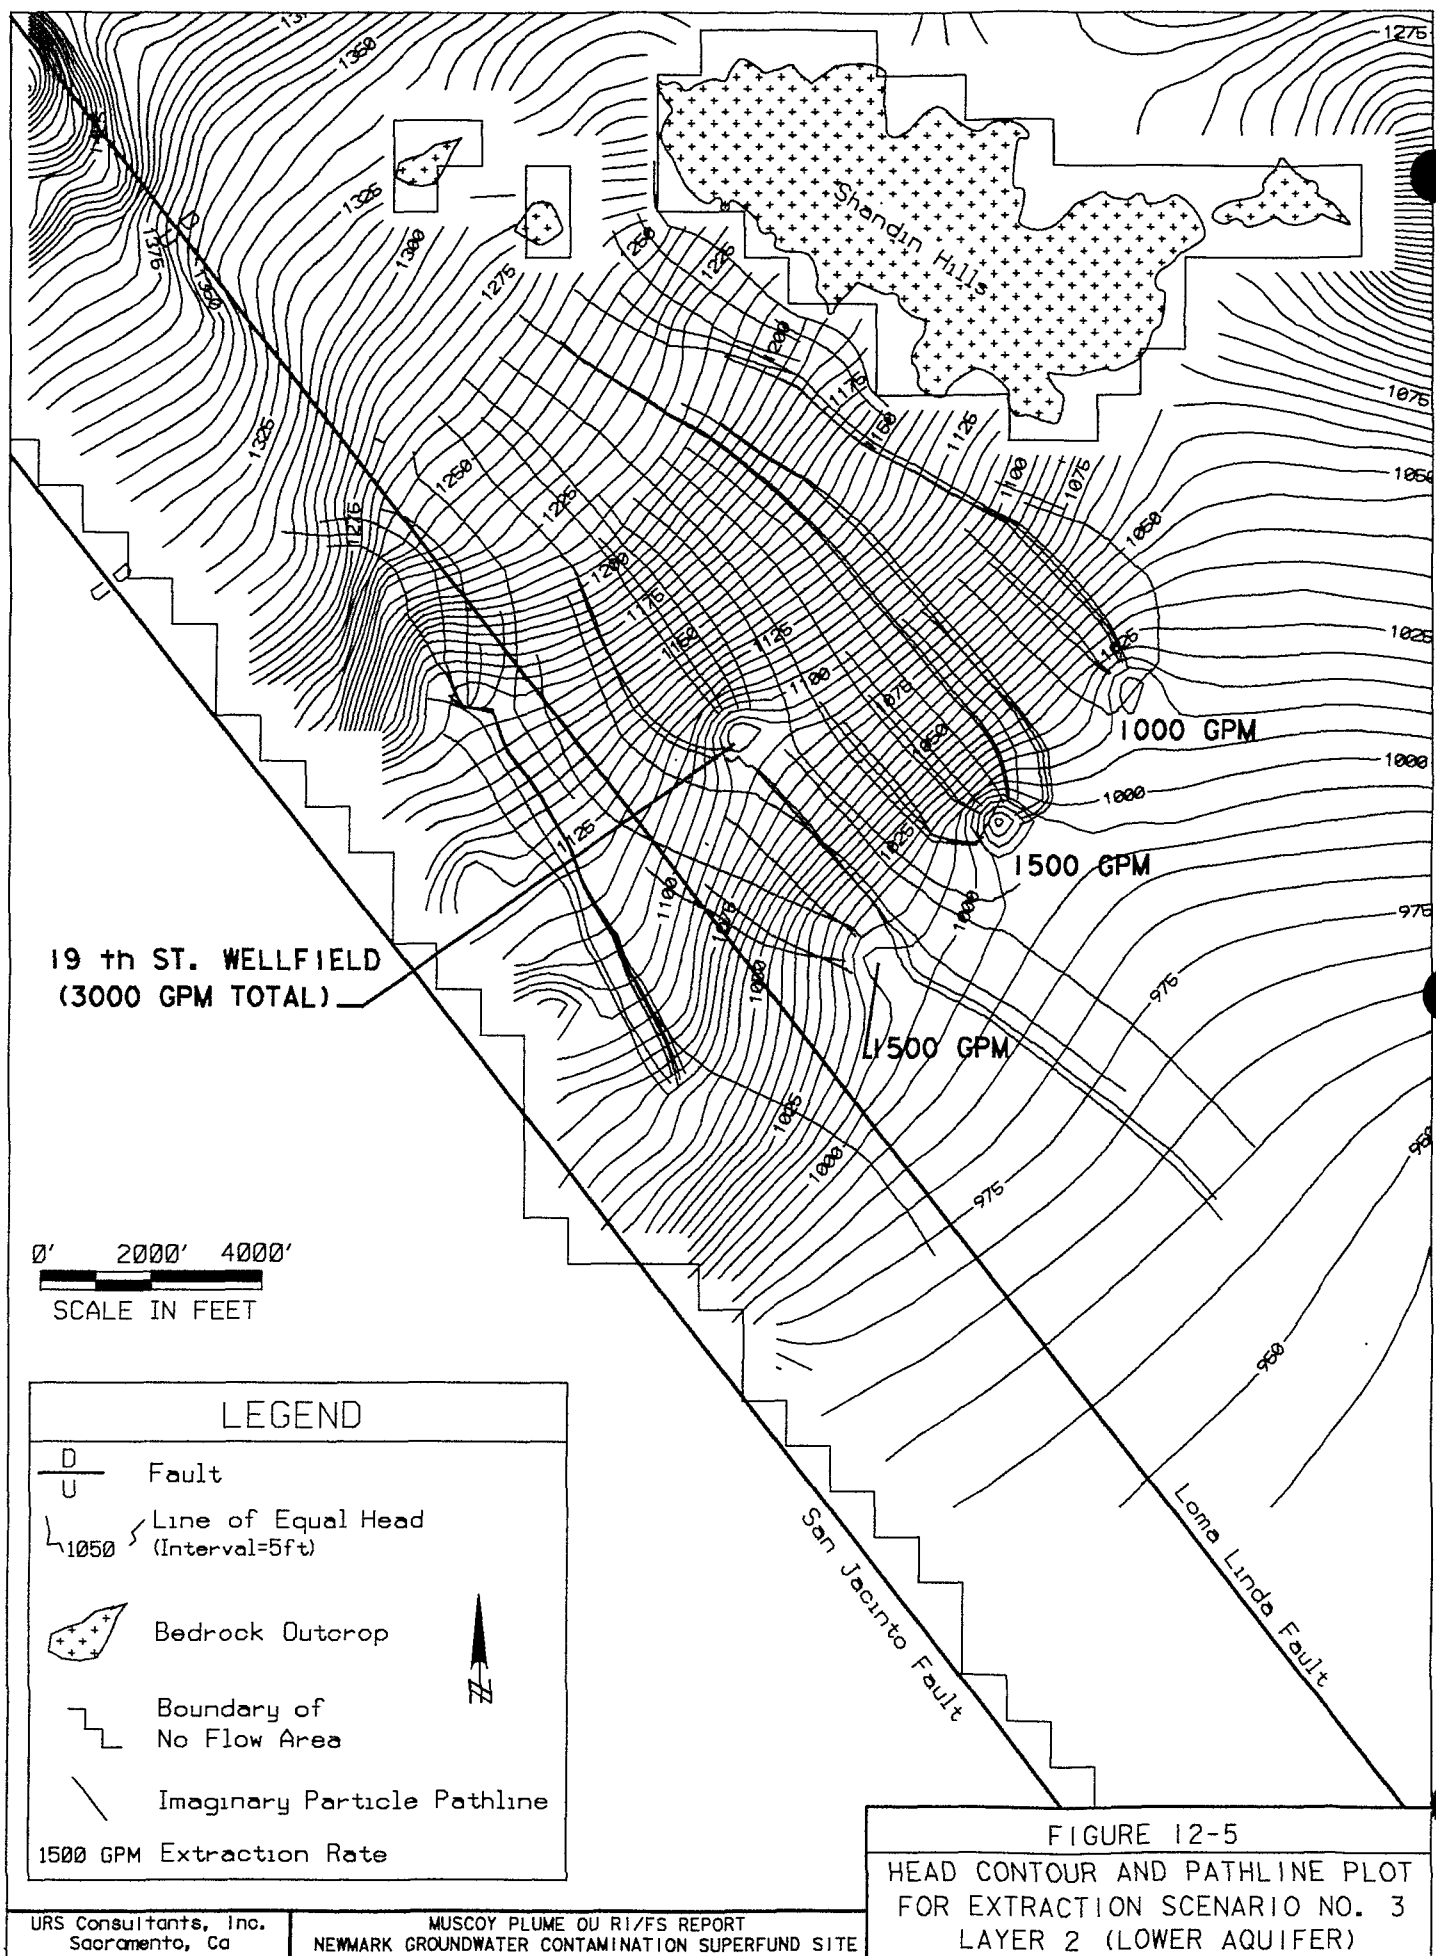 1275
1350
1325
1300
1275
1250
1225
1375
1350
D
U
Shandin Hills
1200
1175
1150
1125
1100
1075
1050
1075
1050
1025
1325
1250
1225
1275
1200
1175
1150
1125
1100
1075
1050
1025
1025
1000 GPM
1000
1000
1500 GPM
1000
975
975
1125
1100
1075
1000
D
U
19 th ST. WELLFIELD
(3000 GPM TOTAL)
1500 GPM
1025
1000
975
950
950
0' 2000' 4000'
SCALE IN FEET
San Jacinto Fault
Loma Linda Fault
LEGEND
D
U
Fault
1050
Line of Equal Head
(Interval=5ft)
Bedrock Outcrop
N
Boundary of
No Flow Area
Imaginary Particle Pathline
1500 GPM Extraction Rate
FIGURE 12-5
HEAD CONTOUR AND PATHLINE PLOT
FOR EXTRACTION SCENARIO NO. 3
LAYER 2 (LOWER AQUIFER)
URS Consultants, Inc.
Sacramento, Ca
MUSCOY PLUME OU RI/FS REPORT
NEWMARK GROUNDWATER CONTAMINATION SUPERFUND SITE